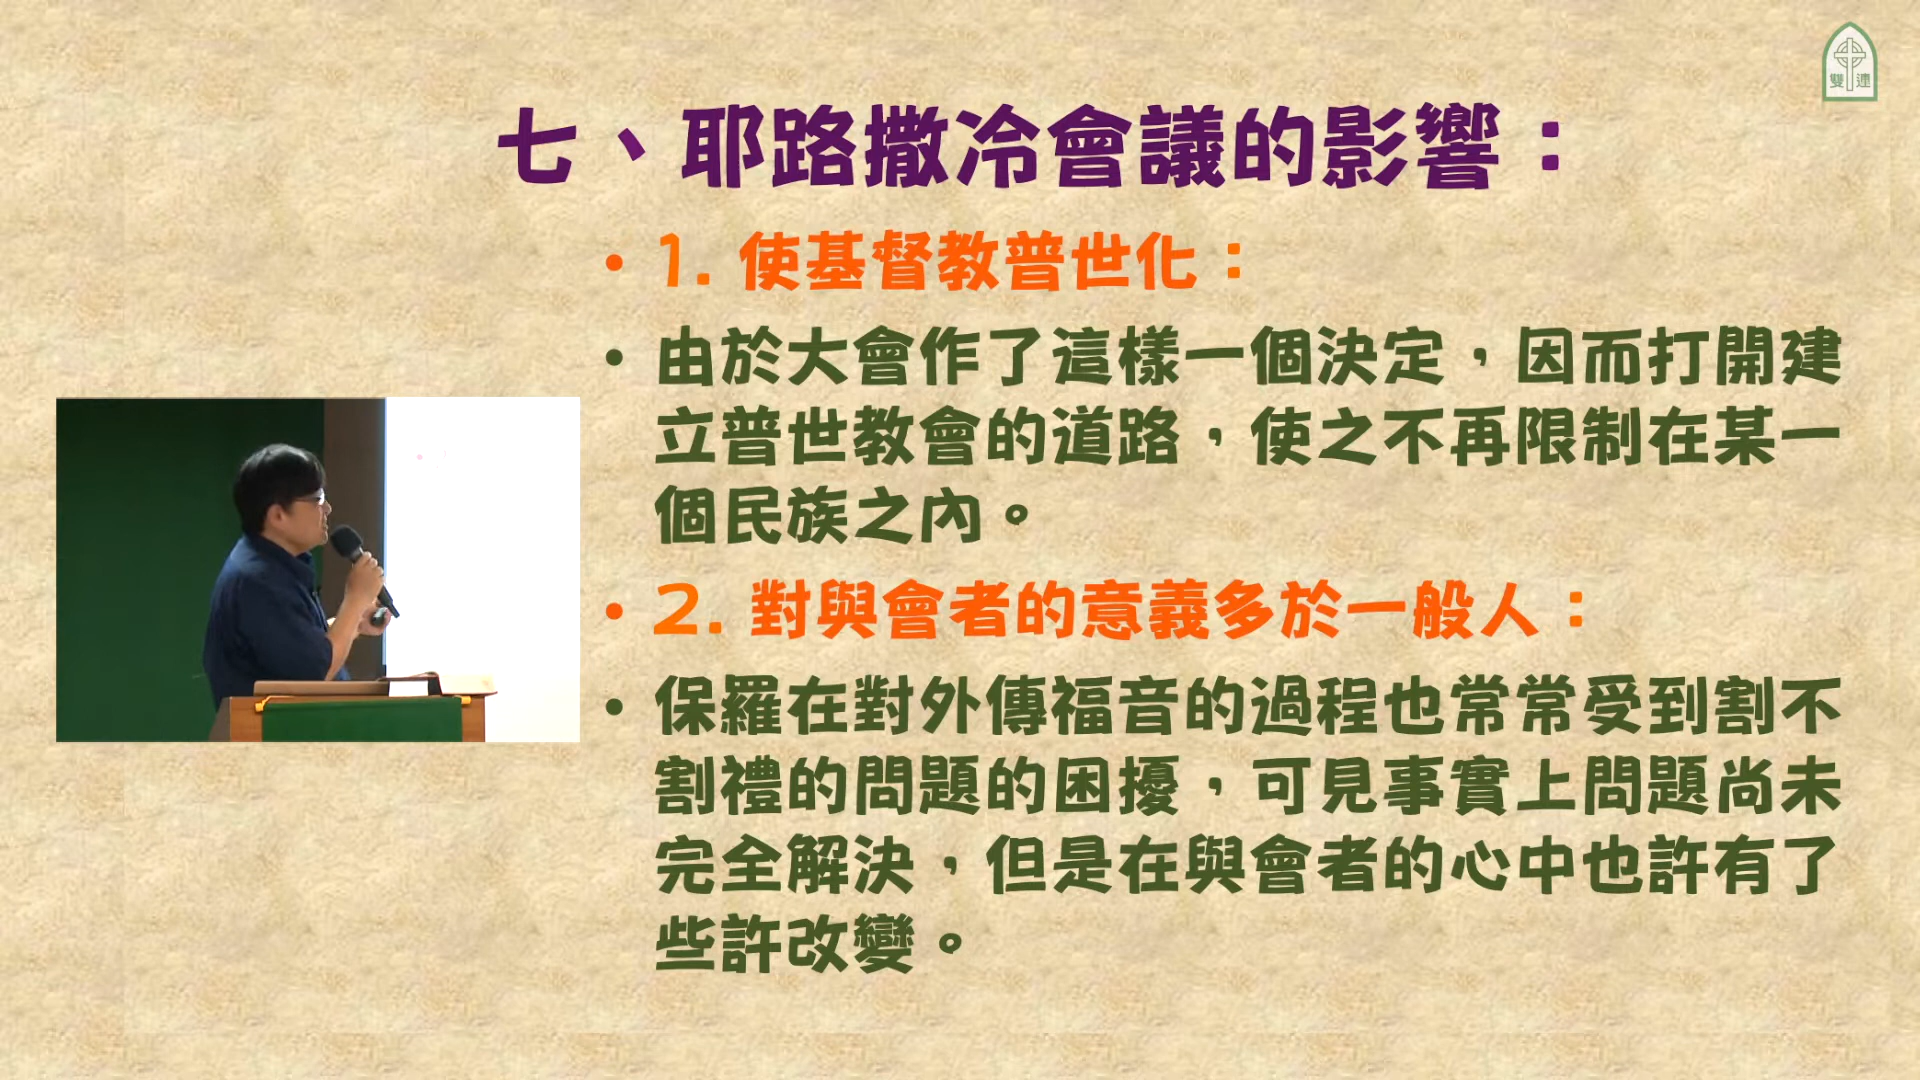 雙連
七、耶路撒冷會議的影響：
• 1. 使基督教普世化：
• 由於大會作了這樣一個決定，因而打開建
立普世教會的道路，使之不再限制在某一
個民族之內。
• 2. 對與會者的意義多於一般人：
• 保羅在對外傳福音的過程也常常受到割不
割禮的問題的困擾，可見事實上問題尚未
完全解決，但是在與會者的心中也許有了
些許改變。